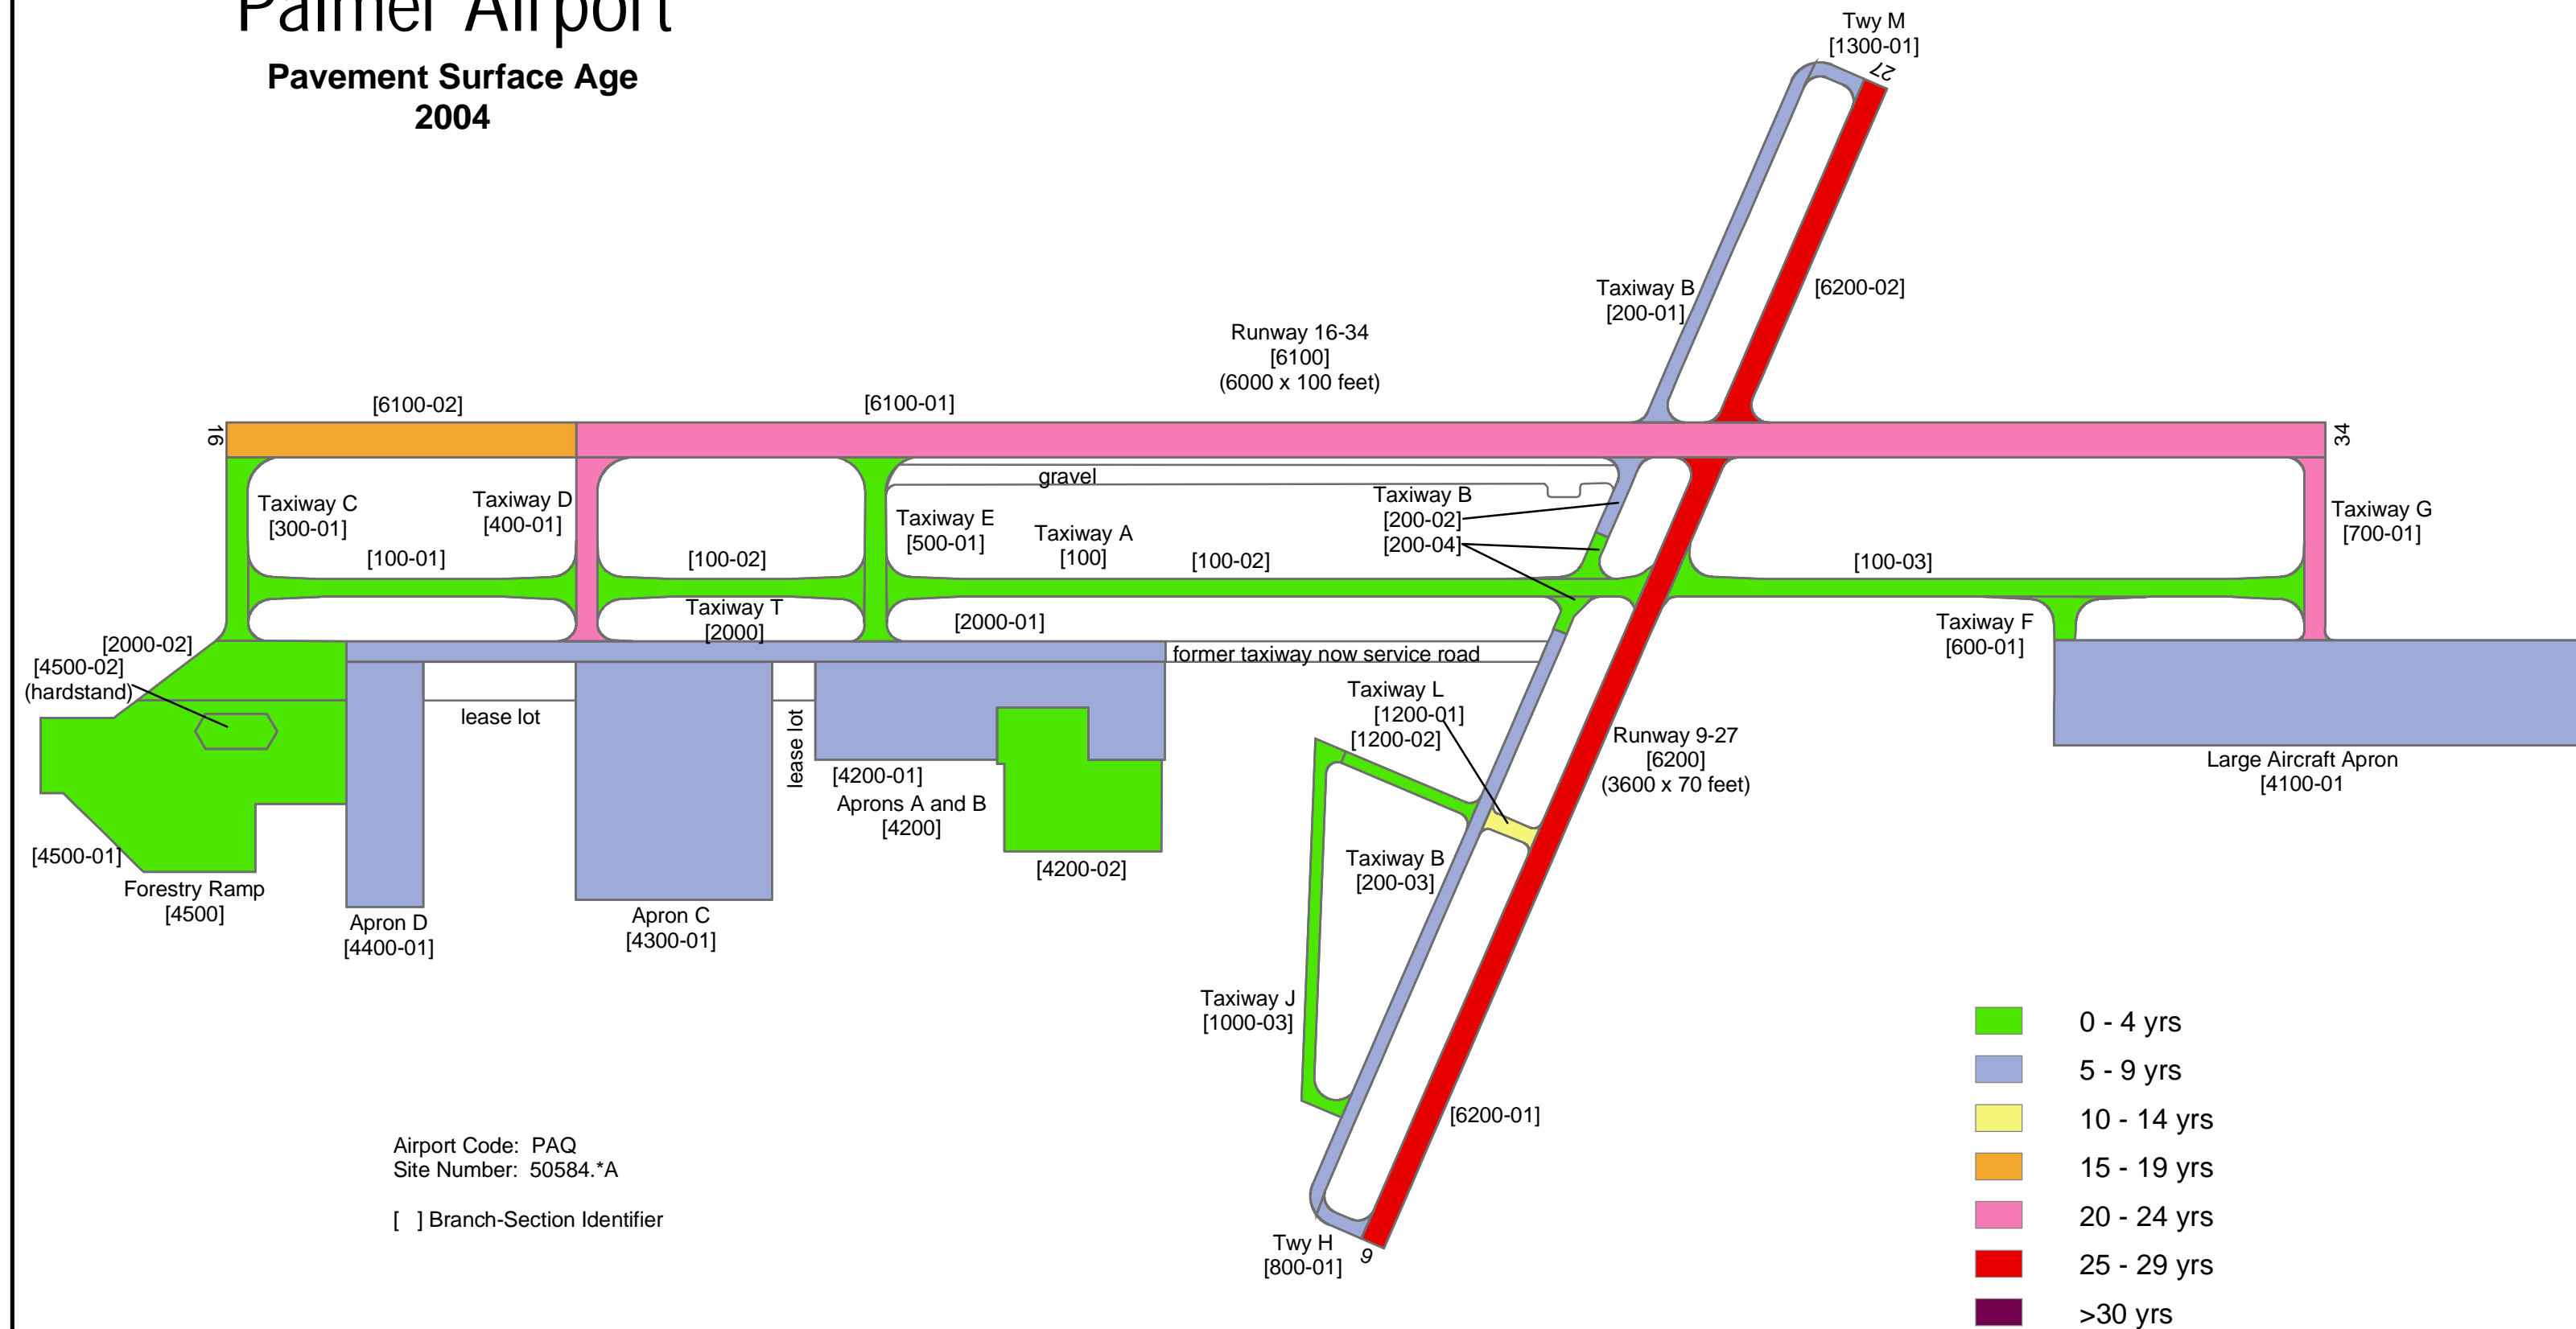 Palmer Airport
Pavement Surface Age
2004
Twy M
[1300-01]
27
Taxiway B
[200-01]
[6200-02]
Runway 16-34
[6100]
(6000 x 100 feet)
[6100-02]
[6100-01]
16
34
gravel
Taxiway C
[300-01]
Taxiway D
[400-01]
Taxiway E
[500-01]
Taxiway A
[100]
Taxiway B
[200-02]
[200-04]
Taxiway G
[700-01]
[100-01]
[100-02]
[100-02]
[100-03]
Taxiway T
[2000]
[2000-01]
Taxiway F
[600-01]
[2000-02]
[4500-02]
(hardstand)
former taxiway now service road
lease lot
lease lot
Taxiway L
[1200-01]
[1200-02]
Runway 9-27
[6200]
(3600 x 70 feet)
Large Aircraft Apron
[4100-01
[4200-01]
Aprons A and B
[4200]
[4200-02]
[4500-01]
Forestry Ramp
[4500]
Apron D
[4400-01]
Apron C
[4300-01]
Taxiway B
[200-03]
Taxiway J
[1000-03]
[6200-01]
Twy H
[800-01]
9
Airport Code: PAQ
Site Number: 50584.*A
[ ] Branch-Section Identifier
0 - 4 yrs
5 - 9 yrs
10 - 14 yrs
15 - 19 yrs
20 - 24 yrs
25 - 29 yrs
>30 yrs